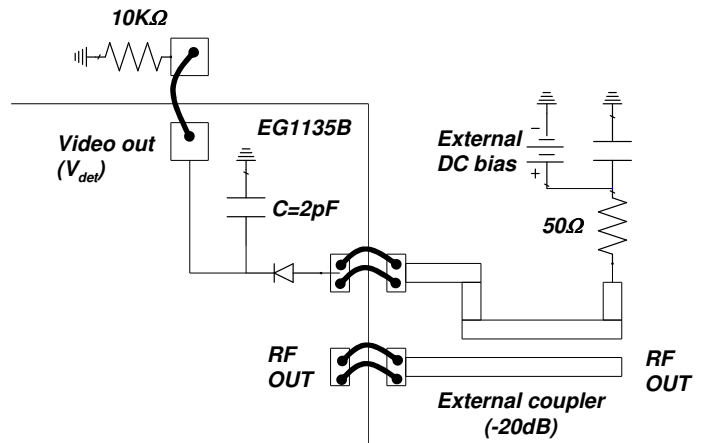 10KΩ
EG1135B
Video out
(Vdet)
C=2pF
External
DC bias
−
+
50Ω
RF
OUT
RF
OUT
External coupler
(-20dB)